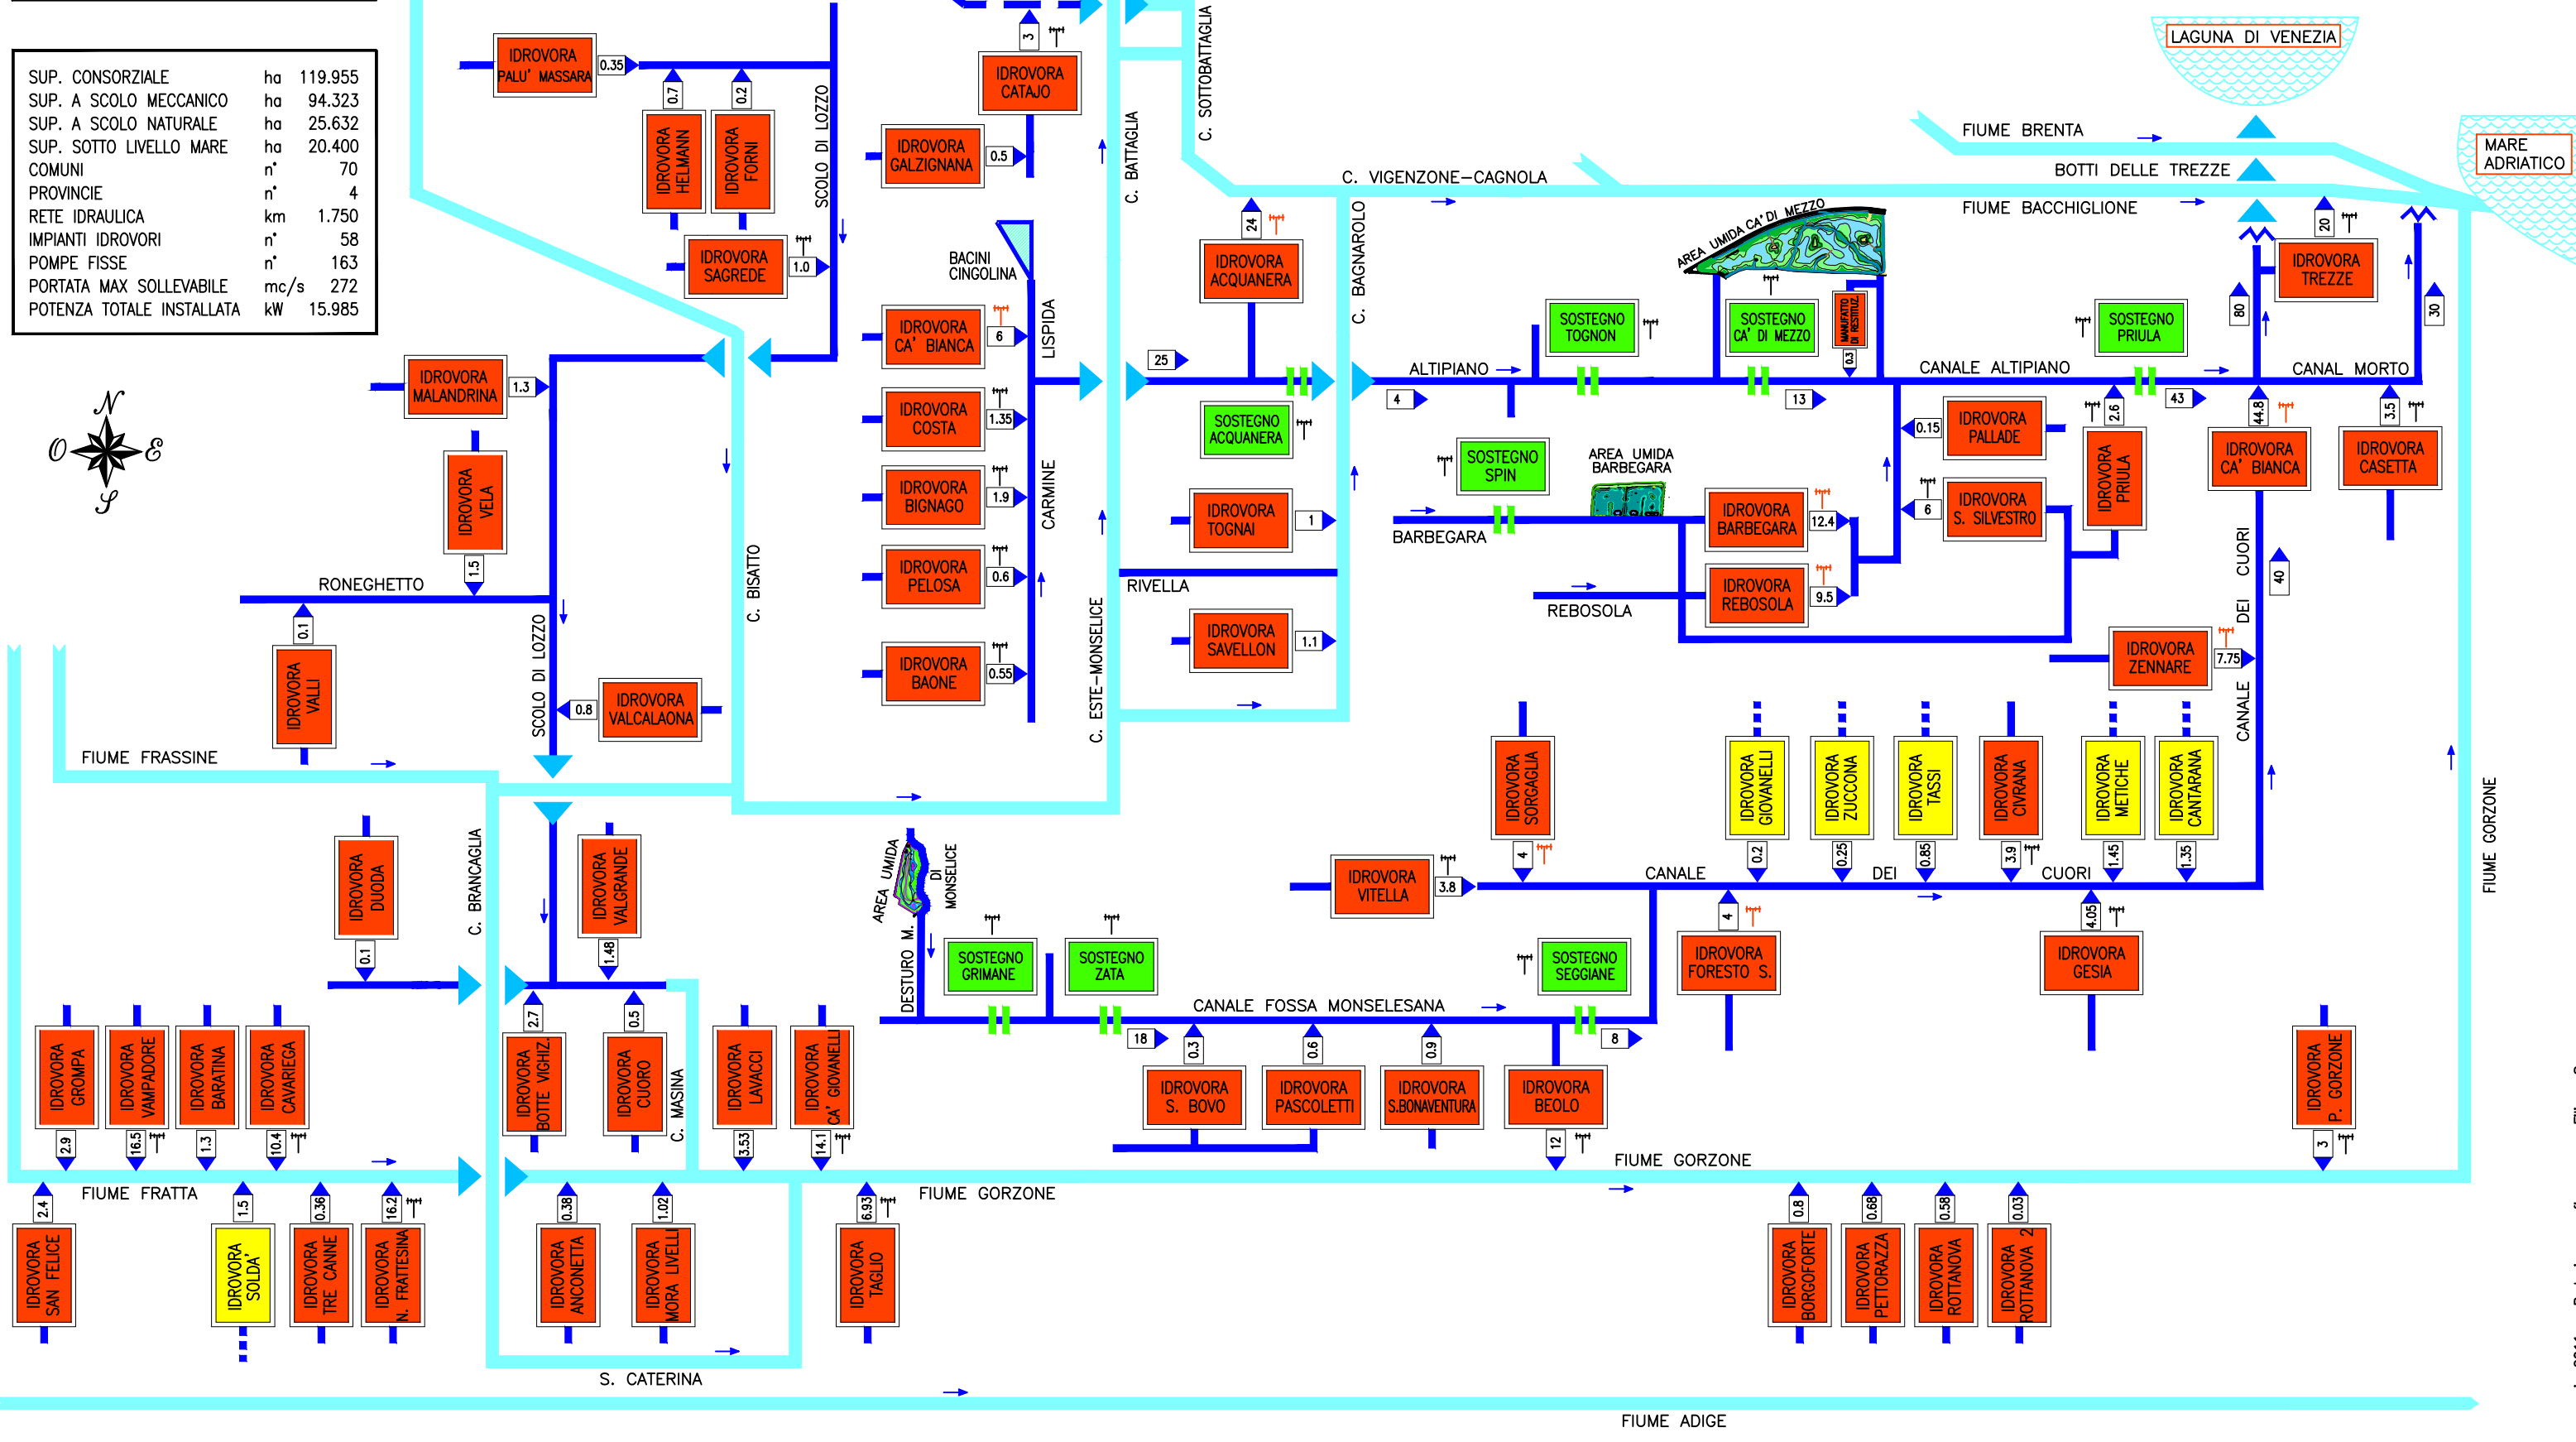 SUP. CONSORZIALE ha 119.955
SUP. A SCOLO MECCANICO ha 94.323
SUP. A SCOLO NATURALE ha 25.632
SUP. SOTTO LIVELLO MARE ha 20.400
COMUNI n° 70
PROVINCIE n° 4
RETE IDRAULICA km 1.750
IMPIANTI IDROVORI n° 58
POMPE FISSE n° 163
PORTATA MAX SOLLEVABILE mc/s 272
POTENZA TOTALE INSTALLATA kW 15.985
N
O E
S
IDROVORA
PALU' MASSARA
0.35
0.7
IDROVORA
HELMANN
0.2
IDROVORA
FORNI
IDROVORA
SAGREDE
1.0
SCOLO DI LOZZO
IDROVORA
MALANDRINA
1.3
IDROVORA
VELA
1.5
RONEGHETTO
0.1
IDROVORA
VALLI
SCOLO DI LOZZO
0.8
IDROVORA
VALCALAONA
C. BISATTO
FIUME FRASSINE
3
IDROVORA
CATAJO
IDROVORA
GALZIGNANA
0.5
BACINI
CINGOLINA
IDROVORA
CA' BIANCA
6
IDROVORA
COSTA
1.35
IDROVORA
BIGNAGO
1.9
IDROVORA
PELOSA
0.6
IDROVORA
BAONE
0.55
LISPIDA
CARMINE
C. BATTAGLIA
C. ESTE-MONSELICE
C. SOTTOBATTAGLIA
C. VIGENZONE-CAGNOLA
24
IDROVORA
ACQUANERA
25
SOSTEGNO
ACQUANERA
IDROVORA
TOGNAI
1
RIVELLA
IDROVORA
SAVELLON
1.1
C. BAGNAROLO
LAGUNA DI VENEZIA
MARE
ADRIATICO
FIUME BRENTA
BOTTI DELLE TREZZE
FIUME BACCHIGLIONE
AREA UMIDA CA' DI MEZZO
ALTIPIANO
4
SOSTEGNO
TOGNON
SOSTEGNO
CA' DI MEZZO
MANUFATTO
DI RESTITUZ.
0.3
13
CANALE ALTIPIANO
SOSTEGNO
PRIULA
43
80
20
IDROVORA
TREZZE
30
CANAL MORTO
SOSTEGNO
SPIN
AREA UMIDA
BARBEGARA
BARBEGARA
IDROVORA
BARBEGARA
12.4
REBOSOLA
IDROVORA
REBOSOLA
9.5
0.15
IDROVORA
PALLADE
6
IDROVORA
S. SILVESTRO
2.6
IDROVORA
PRIULA
44.8
IDROVORA
CA' BIANCA
3.5
IDROVORA
CASETTA
40
CANALE DEI CUORI
IDROVORA
ZENNARE
7.75
FIUME GORZONE
IDROVORA
SORGAGLIA
4
IDROVORA
GIOVANELLI
0.2
IDROVORA
ZUCCONA
0.25
IDROVORA
TASSI
0.85
IDROVORA
CIVRANA
3.9
IDROVORA
METICHE
1.45
IDROVORA
CANTARANA
1.35
IDROVORA
VITELLA
3.8
CANALE DEI CUORI
4
IDROVORA
FORESTO S.
4.05
IDROVORA
GESIA
AREA UMIDA
DI
MONSELICE
DESTURO M.
SOSTEGNO
GRIMANE
SOSTEGNO
ZATA
SOSTEGNO
SEGGIANE
CANALE FOSSA MONSELESANA
18
8
0.3
IDROVORA
S. BOVO
0.6
IDROVORA
PASCOLETTI
0.9
IDROVORA
S.BONAVENTURA
IDROVORA
BEOLO
12
IDROVORA
P. GORZONE
3
IDROVORA
DUODA
0.1
C. BRANCAGLIA
IDROVORA
VALGRANDE
1.48
2.7
IDROVORA
BOTTE VIGHIZ.
0.5
IDROVORA
CUORO
C. MASINA
IDROVORA
LAVACCI
3.53
IDROVORA
CA' GIOVANELLI
14.1
IDROVORA
GROMPA
2.9
IDROVORA
VAMPADORE
16.5
IDROVORA
BARATINA
1.3
IDROVORA
CAVARIEGA
10.4
FIUME FRATTA
FIUME GORZONE
FIUME GORZONE
2.4
IDROVORA
SAN FELICE
1.5
IDROVORA
SOLDA'
0.36
IDROVORA
TRE CANNE
16.2
IDROVORA
N. FRATTESINA
0.38
IDROVORA
ANCONETTA
1.02
IDROVORA
MORA LIVELLI
6.93
IDROVORA
TAGLIO
0.8
IDROVORA
BORGOFORTE
0.68
IDROVORA
PETTORAZZA
0.58
IDROVORA
ROTTANOVA
0.03
IDROVORA
ROTTANOVA 2
S. CATERINA
FIUME ADIGE